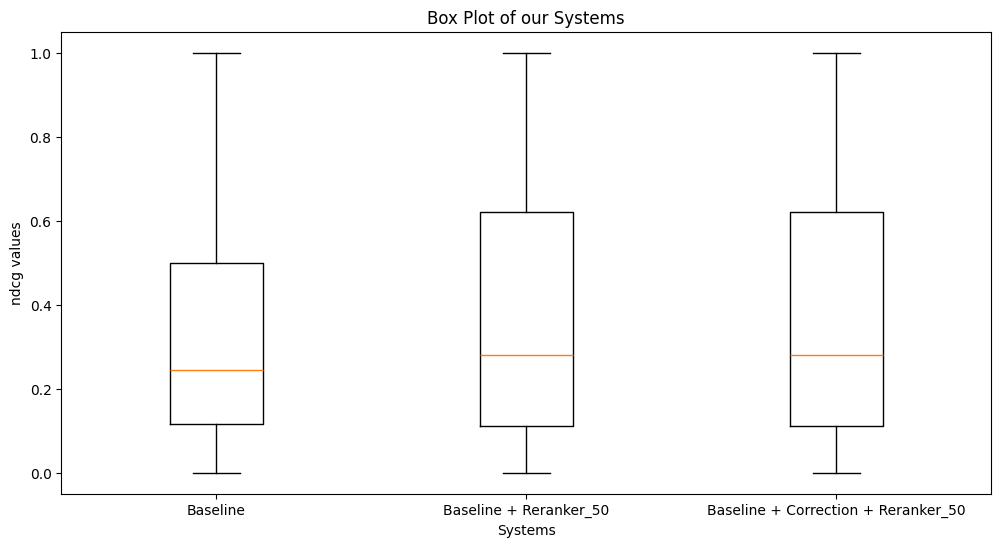 Box Plot of our Systems
ndcg values
1.0
0.8
0.6
0.4
0.2
0.0
Baseline
Baseline + Reranker_50
Baseline + Correction + Reranker_50
Systems